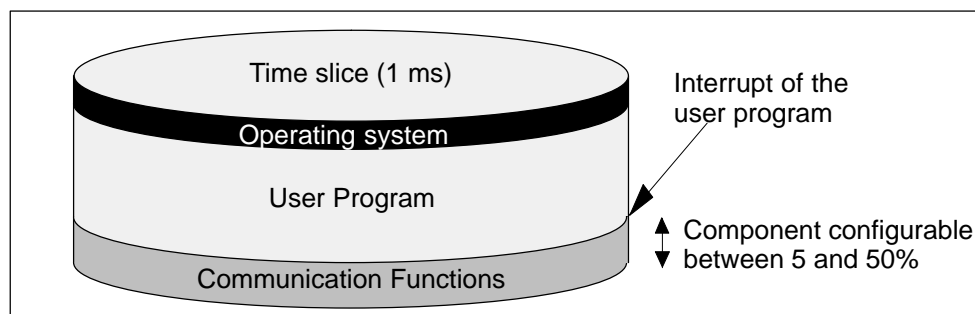 Time slice (1 ms)
Operating system
User Program
Communication Functions
Interrupt of the
user program
Component configurable
between 5 and 50%